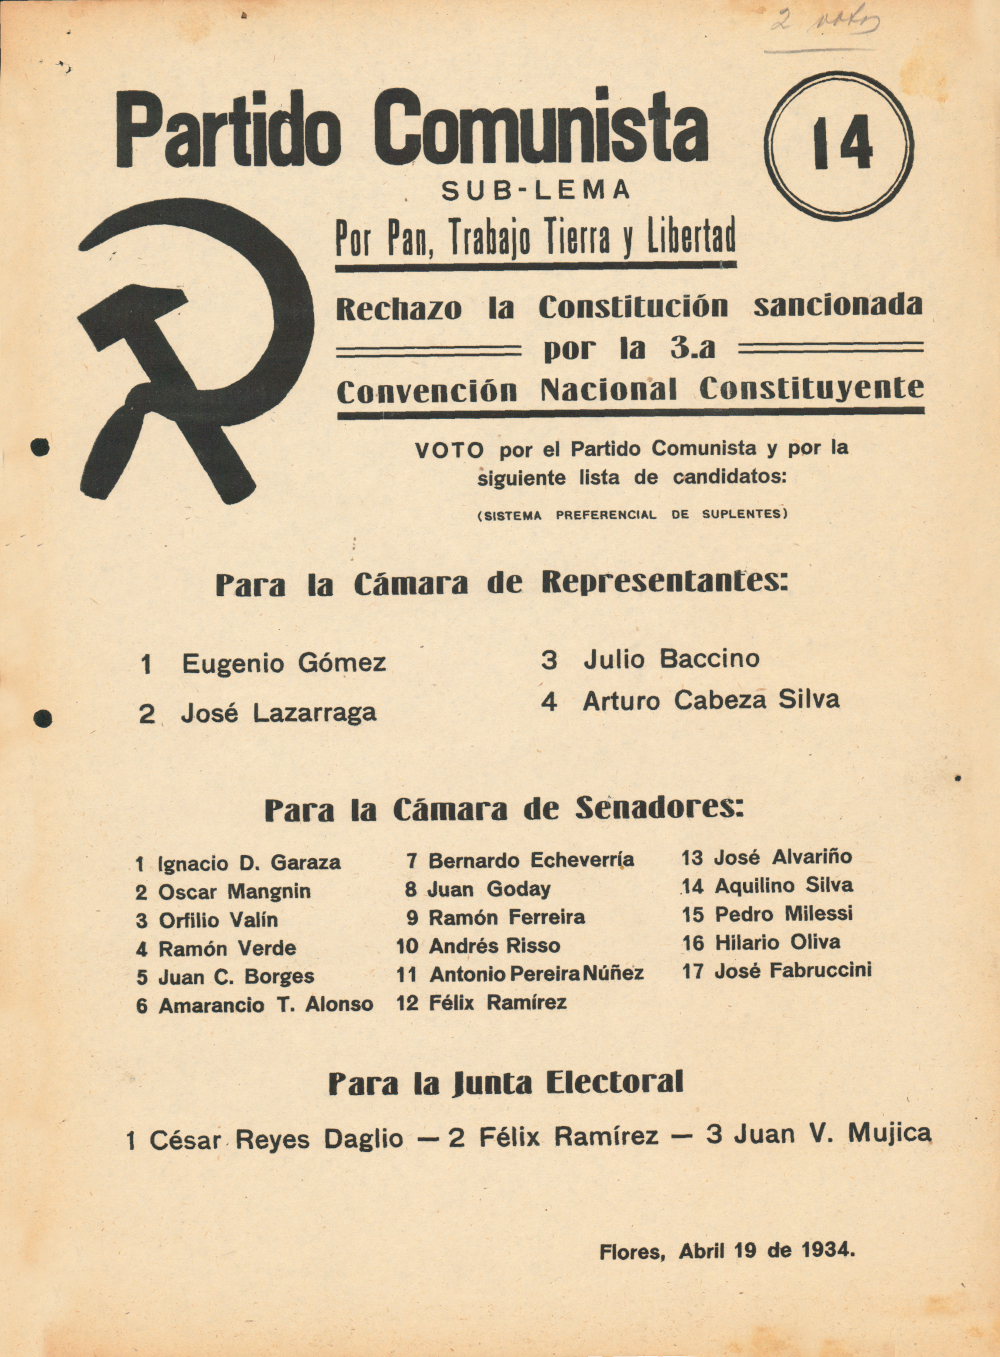 2 votos
Partido Comunista
14
SUB-LEMA
Por Pan, Trabajo Tierra y Libertad
Rechazo la Constitución sancionada
por la 3.a
Convención Nacional Constituyente
VOTO por el Partido Comunista y por la
siguiente lista de candidatos:
(SISTEMA PREFERENCIAL DE SUPLENTES)
Para la Cámara de Representantes:
1 Eugenio Gómez
2 José Lazarraga
3 Julio Baccino
4 Arturo Cabeza Silva
Para la Cámara de Senadores:
1 Ignacio D. Garaza
2 Oscar Mangnin
3 Orfilio Valín
4 Ramón Verde
5 Juan C. Borges
6 Amarancio T. Alonso
7 Bernardo Echeverría
8 Juan Goday
9 Ramón Ferreira
10 Andrés Risso
11 Antonio Pereira Núñez
12 Félix Ramírez
13 José Alvariño
14 Aquilino Silva
15 Pedro Milessi
16 Hilario Oliva
17 José Fabruccini
Para la Junta Electoral
1 César Reyes Daglio — 2 Félix Ramírez — 3 Juan V. Mujica
Flores, Abril 19 de 1934.